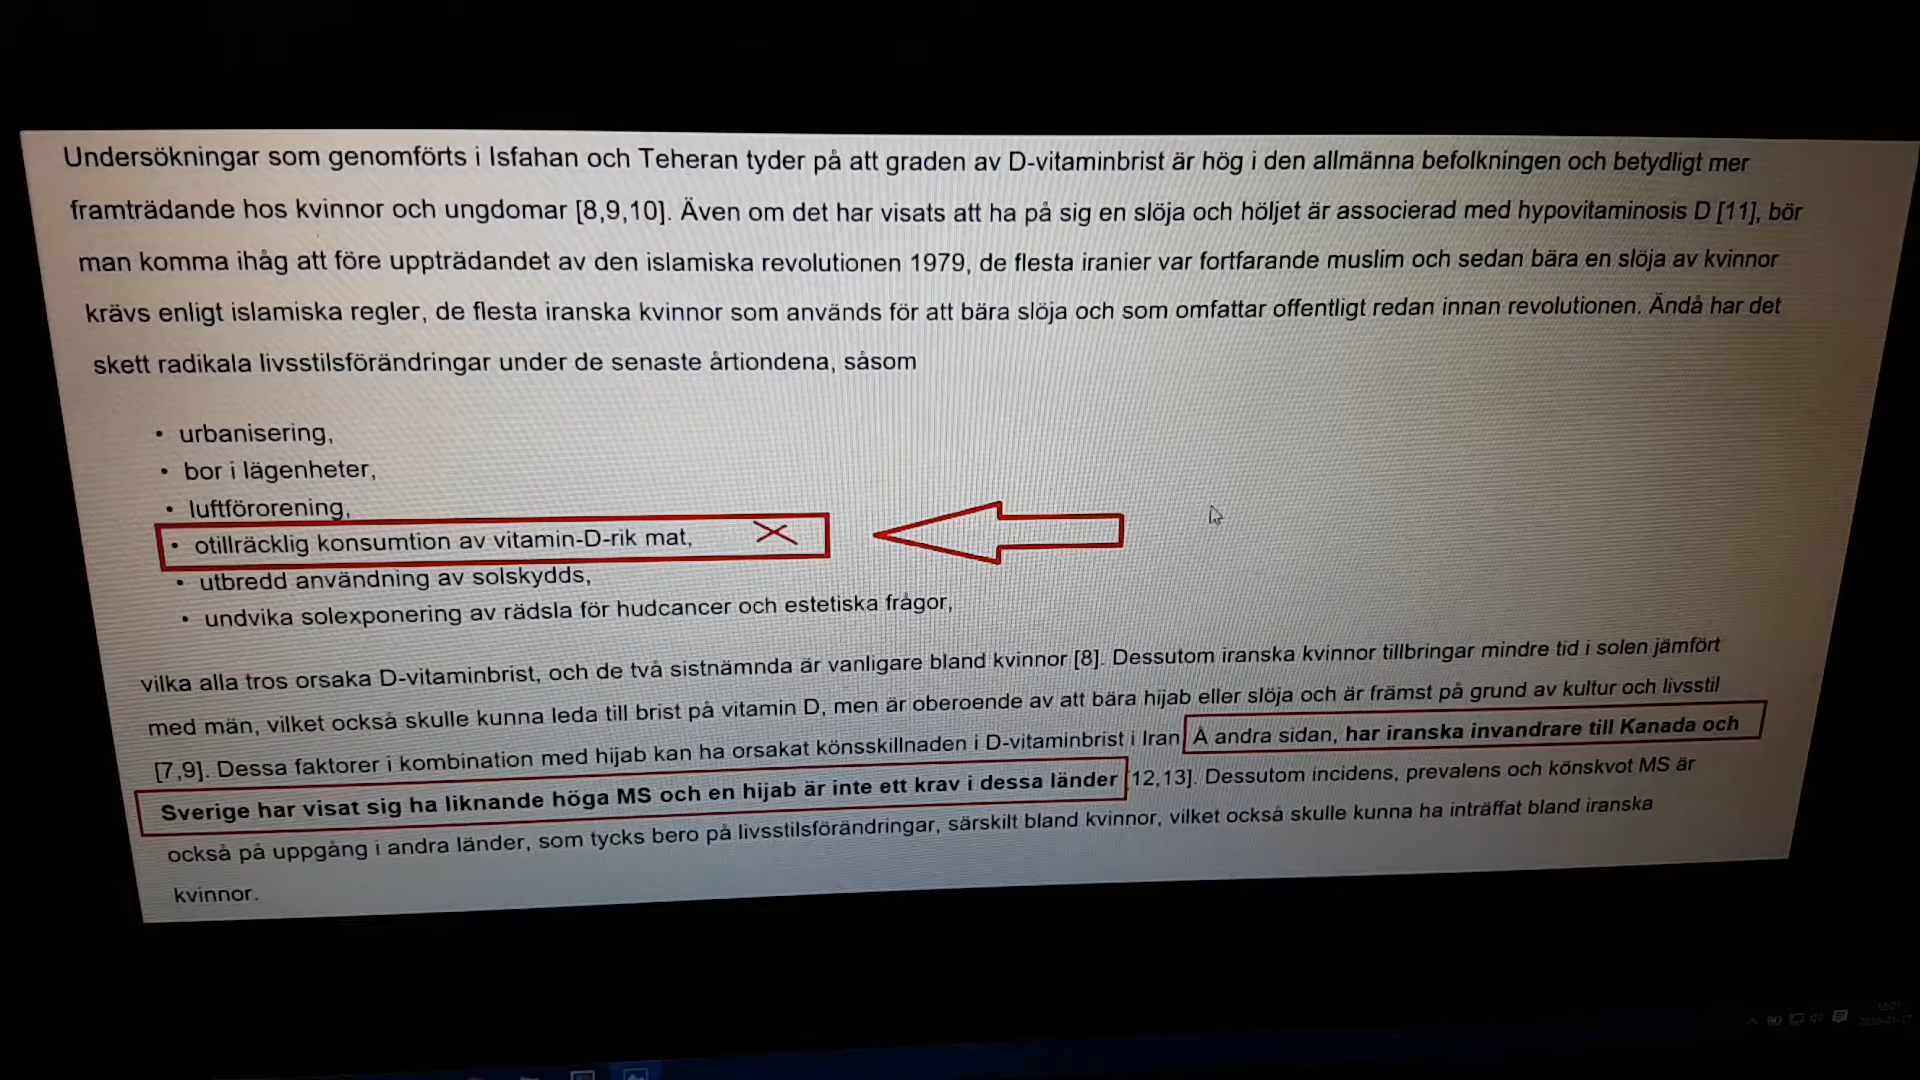 Undersökningar som genomförts i Isfahan och Teheran tyder på att graden av D-vitaminbrist är hög i den allmänna befolkningen och betydligt mer
framträdande hos kvinnor och ungdomar [8,9,10]. Även om det har visats att ha på sig en slöja och höljet är associerad med hypovitaminosis D [11], bör
man komma ihåg att före uppträdandet av den islamiska revolutionen 1979, de flesta iranier var fortfarande muslim och sedan bära en slöja av kvinnor
krävs enligt islamiska regler, de flesta iranska kvinnor som används för att bära slöja och som omfattar offentligt redan innan revolutionen. Ändå har det
skett radikala livsstilsförändringar under de senaste årtiondena, såsom
• urbanisering,
• bor i lägenheter,
• luftförorening,
• otillräcklig konsumtion av vitamin-D-rik mat,
• utbredd användning av solskydds,
• undvika solexponering av rädsla för hudcancer och estetiska frågor,
vilka alla tros orsaka D-vitaminbrist, och de två sistnämnda är vanligare bland kvinnor [8]. Dessutom iranska kvinnor tillbringar mindre tid i solen jämfört
med män, vilket också skulle kunna leda till brist på vitamin D, men är oberoende av att bära hijab eller slöja och är främst på grund av kultur och livsstil
[7,9]. Dessa faktorer i kombination med hijab kan ha orsakat könsskillnaden i D-vitaminbrist i Iran Å andra sidan, har iranska invandrare till Kanada och
Sverige har visat sig ha liknande höga MS och en hijab är inte ett krav i dessa länder 12,13]. Dessutom incidens, prevalens och könskvot MS är
också på uppgång i andra länder, som tycks bero på livsstilsförändringar, särskilt bland kvinnor, vilket också skulle kunna ha inträffat bland iranska
kvinnor.